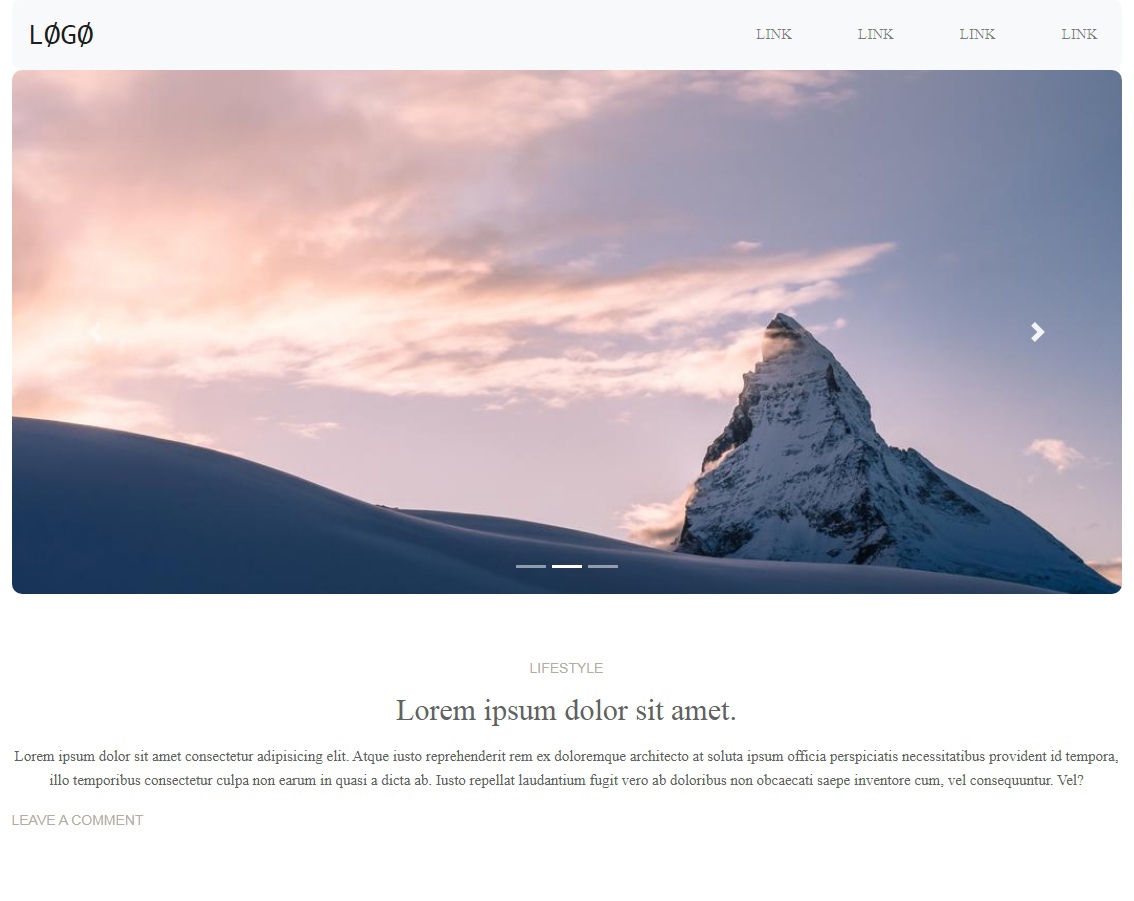 LØGØ
LINK LINK LINK LINK
LIFESTYLE
Lorem ipsum dolor sit amet.
Lorem ipsum dolor sit amet consectetur adipisicing elit. Atque iusto reprehenderit rem ex doloremque architecto at soluta ipsum officia perspiciatis necessitatibus provident id tempora,
illo temporibus consectetur culpa non earum in quasi a dicta ab. Iusto repellat laudantium fugit vero ab doloribus non obcaecati saepe inventore cum, vel consequuntur. Vel?
LEAVE A COMMENT